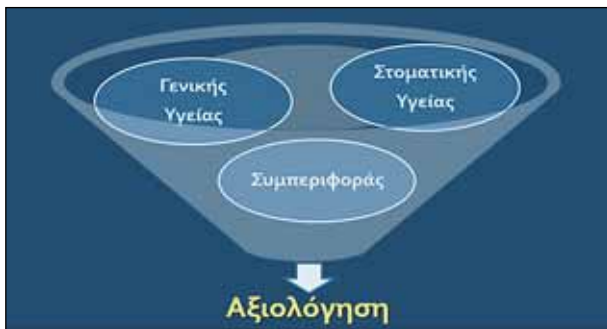 Γενικής
Υγείας
Στοματικής
Υγείας
Συμπεριφοράς
Αξιολόγηση